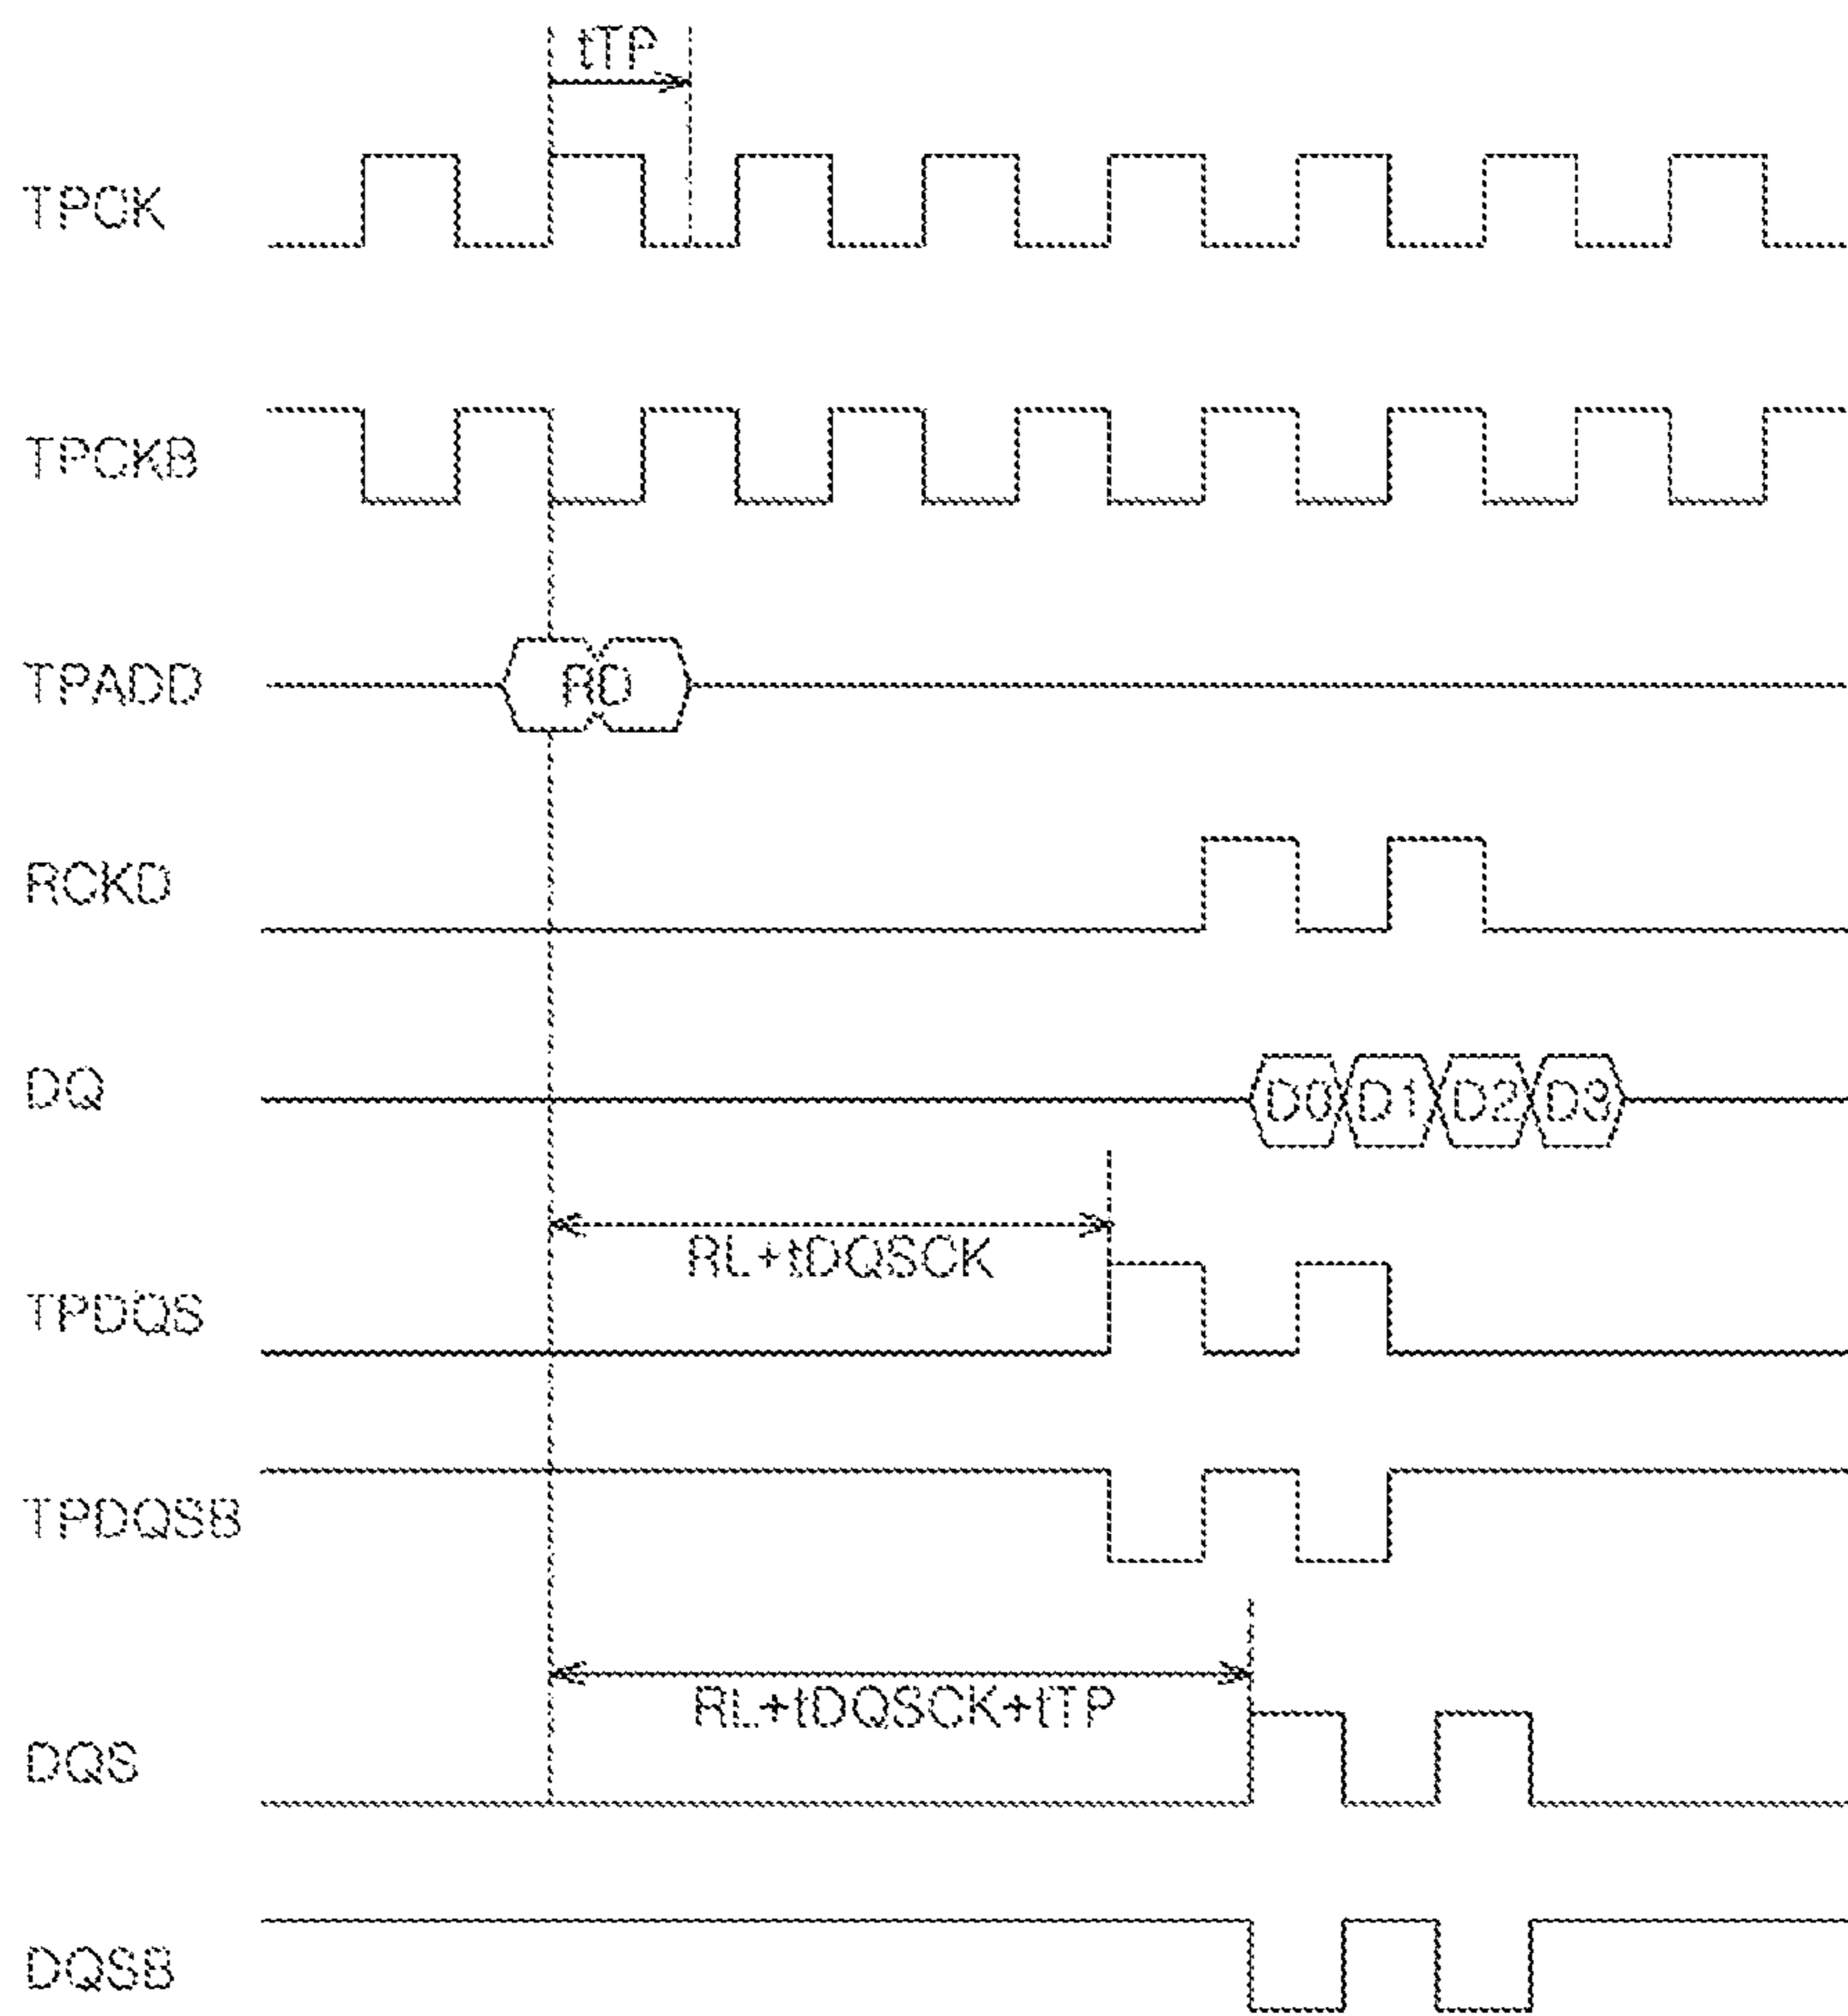 tTP
TPCK
TPCKB
TPADD
RD
RCKD
DQ
D0 D1 D2 D3
RL+tDQSCK
TPDQS
TPDQSB
RL+tDQSCK+tTP
DQS
DQSB